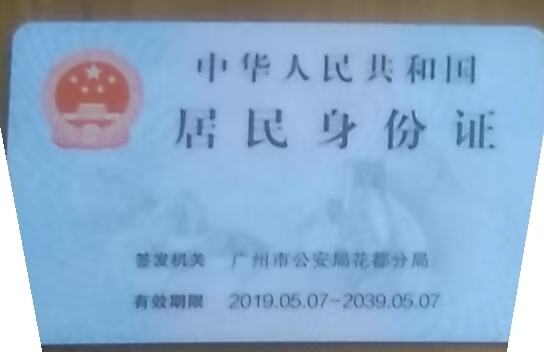 中华人民共和国
居民身份证
签发机关 广州市公安局花都分局
有效期限 2019.05.07-2039.05.07